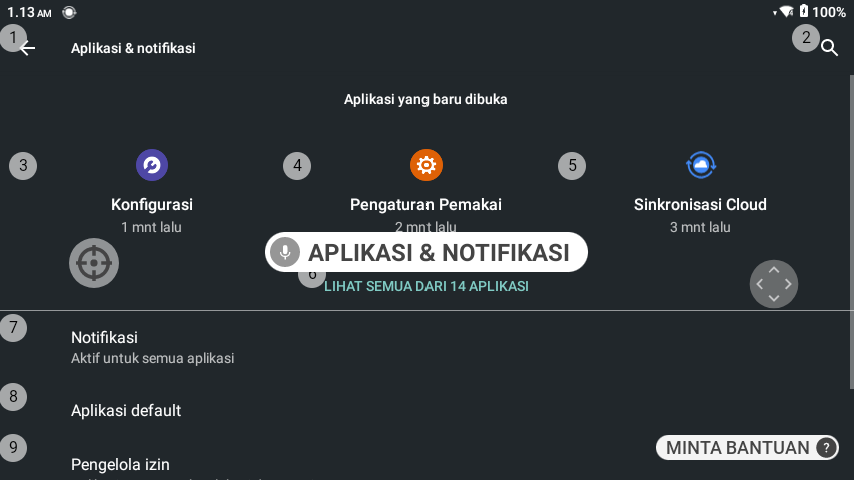 1.13 AM
100%
1
2
Aplikasi & notifikasi
Aplikasi yang baru dibuka
3
4
5
Konfigurasi
Pengaturan Pemakai
Sinkronisasi Cloud
1 mnt lalu
2 mnt lalu
3 mnt lalu
APLIKASI & NOTIFIKASI
6
LIHAT SEMUA DARI 14 APLIKASI
7
Notifikasi
Aktif untuk semua aplikasi
8
Aplikasi default
9
MINTA BANTUAN ?
Pengelola izin